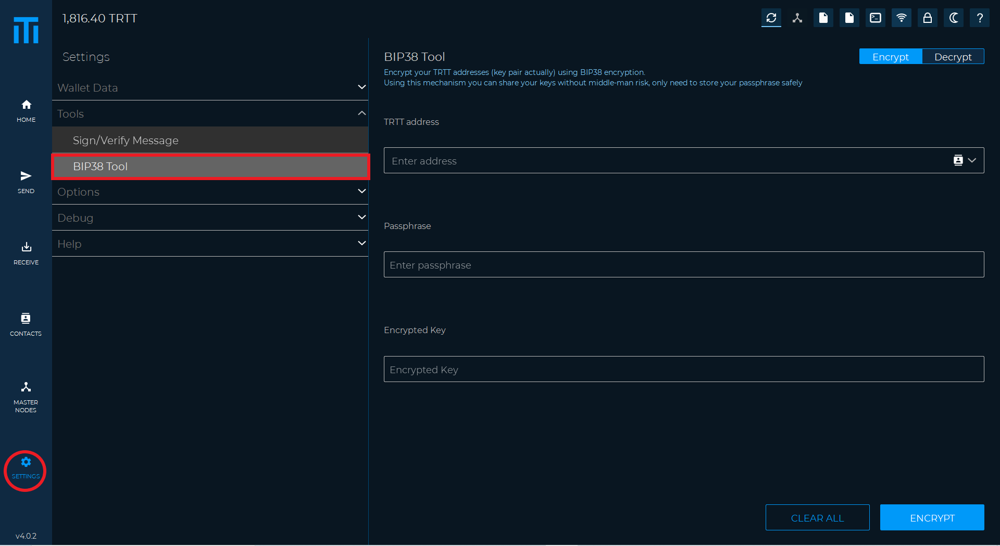 1,816.40 TRTT
?
Settings
Wallet Data
Tools
Sign/Verify Message
BIP38 Tool
Options
Debug
Help
HOME
SEND
RECEIVE
CONTACTS
MASTER
NODES
SETTINGS
v4.0.2
BIP38 Tool
Encrypt
Decrypt
Encrypt your TRTT addresses (key pair actually) using BIP38 encryption.
Using this mechanism you can share your keys without middle-man risk, only need to store your passphrase safely
TRTT address
Enter address
Passphrase
Enter passphrase
Encrypted Key
Encrypted Key
CLEAR ALL
ENCRYPT